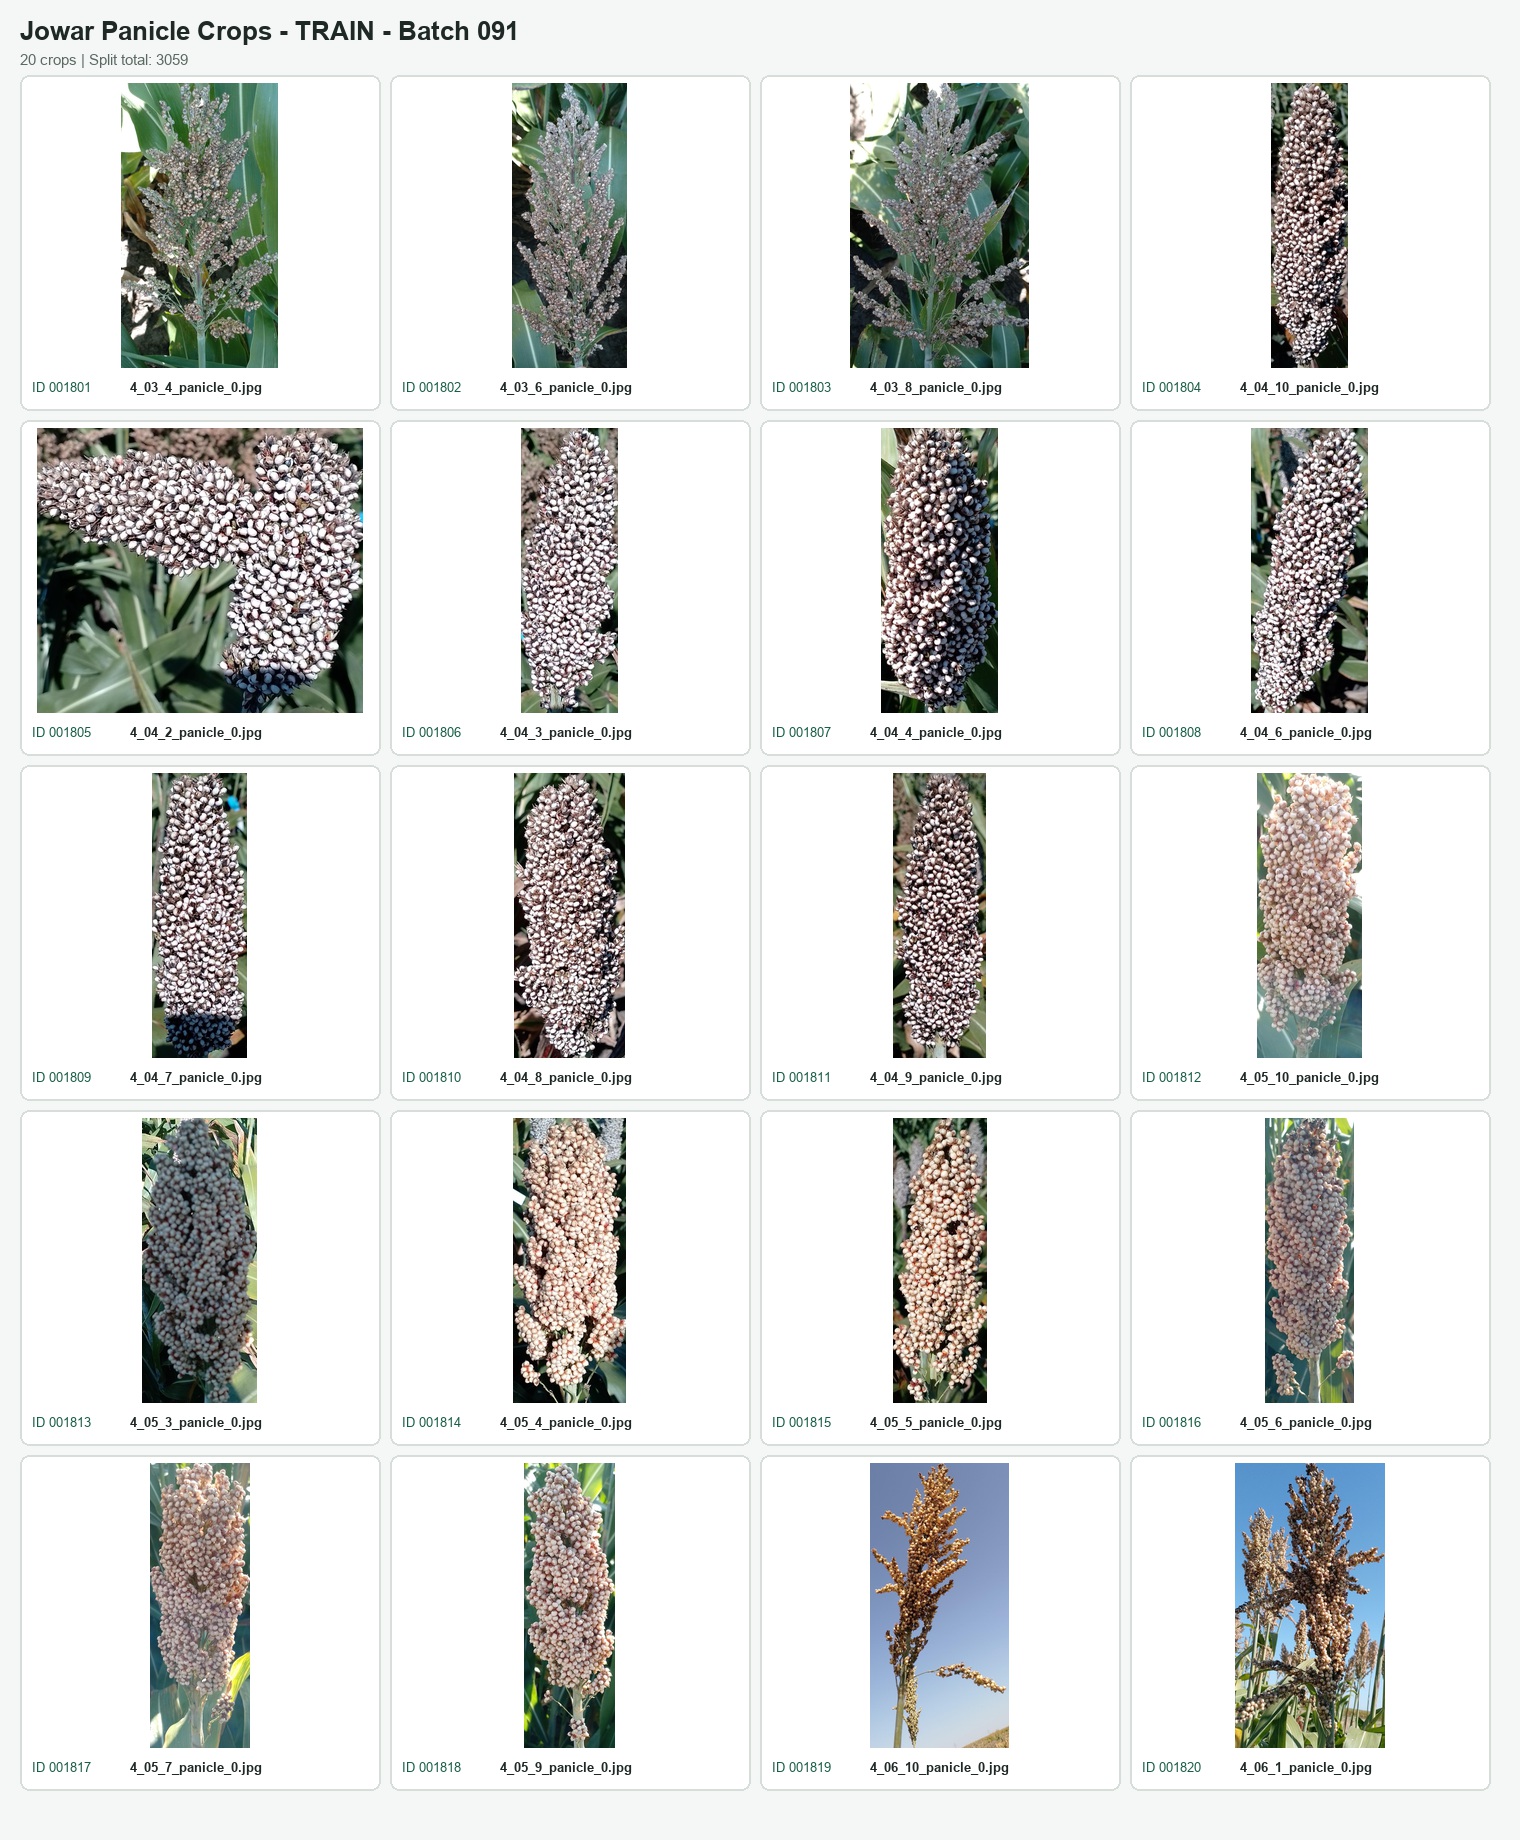 Jowar Panicle Crops - TRAIN - Batch 091
20 crops | Split total: 3059
ID 001801 4_03_4_panicle_0.jpg
ID 001802 4_03_6_panicle_0.jpg
ID 001803 4_03_8_panicle_0.jpg
ID 001804 4_04_10_panicle_0.jpg
ID 001805 4_04_2_panicle_0.jpg
ID 001806 4_04_3_panicle_0.jpg
ID 001807 4_04_4_panicle_0.jpg
ID 001808 4_04_6_panicle_0.jpg
ID 001809 4_04_7_panicle_0.jpg
ID 001810 4_04_8_panicle_0.jpg
ID 001811 4_04_9_panicle_0.jpg
ID 001812 4_05_10_panicle_0.jpg
ID 001813 4_05_3_panicle_0.jpg
ID 001814 4_05_4_panicle_0.jpg
ID 001815 4_05_5_panicle_0.jpg
ID 001816 4_05_6_panicle_0.jpg
ID 001817 4_05_7_panicle_0.jpg
ID 001818 4_05_9_panicle_0.jpg
ID 001819 4_06_10_panicle_0.jpg
ID 001820 4_06_1_panicle_0.jpg